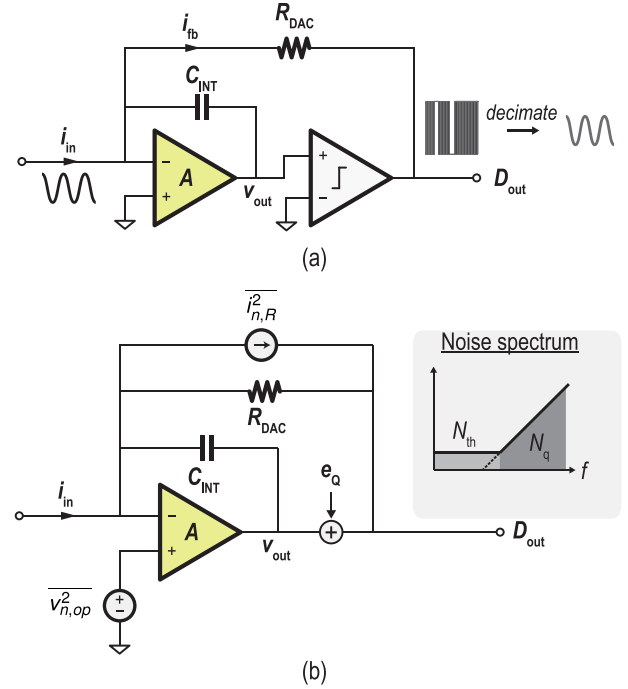 R_DAC
i_fb
C_INT
i_in
decimate
−
+
A
+
−
v_out
D_out
(a)
i²_n,R
Noise spectrum
R_DAC
N_th
N_q
f
C_INT
i_in
e_Q
−
+
A
+
v_out
D_out
v²_n,op
+
−
(b)